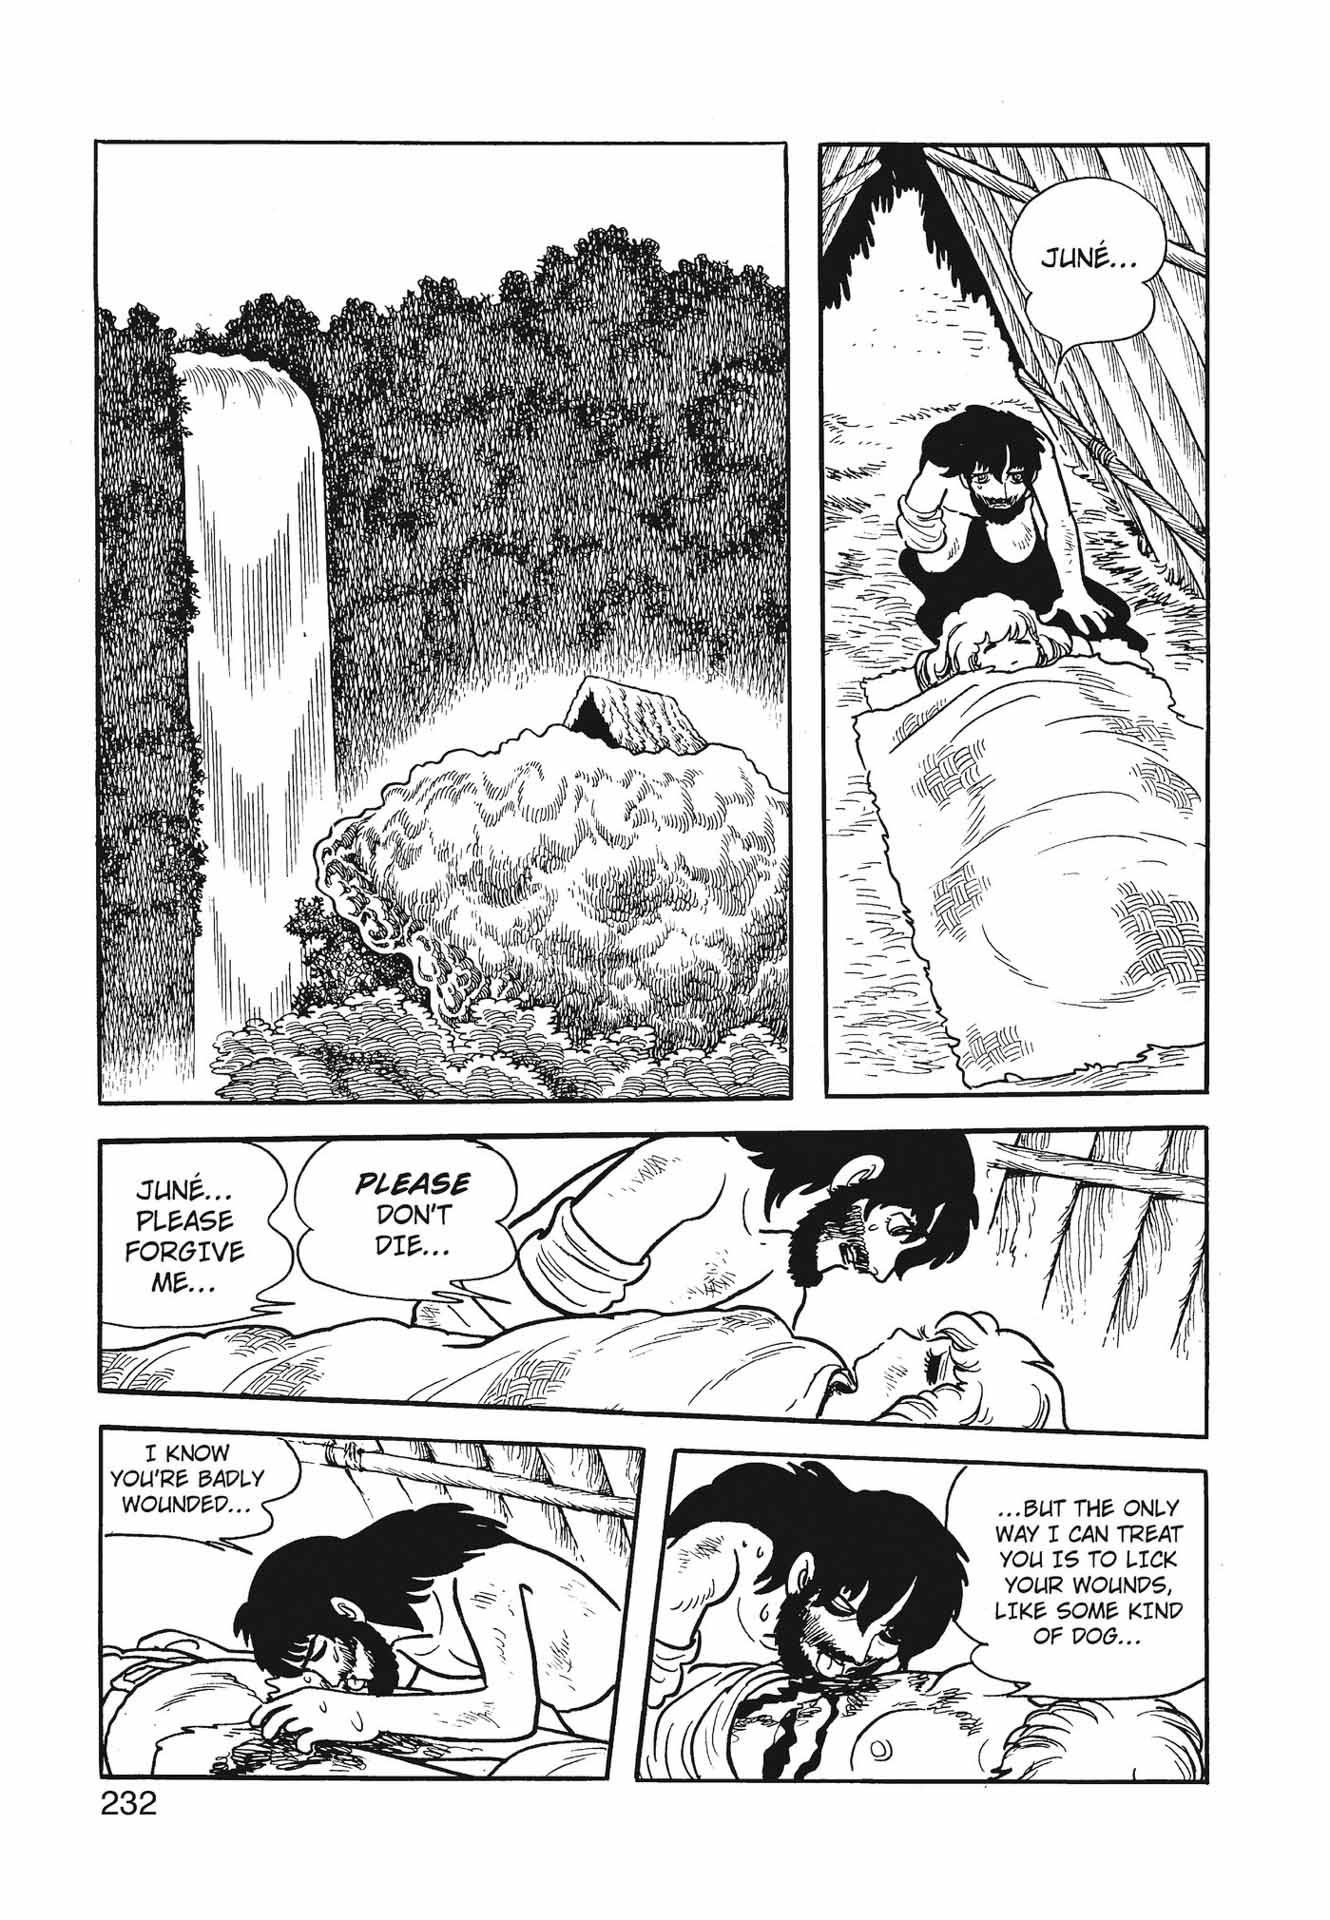 JUNÉ...
JUNÉ...
PLEASE
FORGIVE
ME...
PLEASE
DON'T
DIE...
I KNOW
YOU'RE BADLY
WOUNDED...
...BUT THE ONLY
WAY I CAN TREAT
YOU IS TO LICK
YOUR WOUNDS,
LIKE SOME KIND
OF DOG...
232